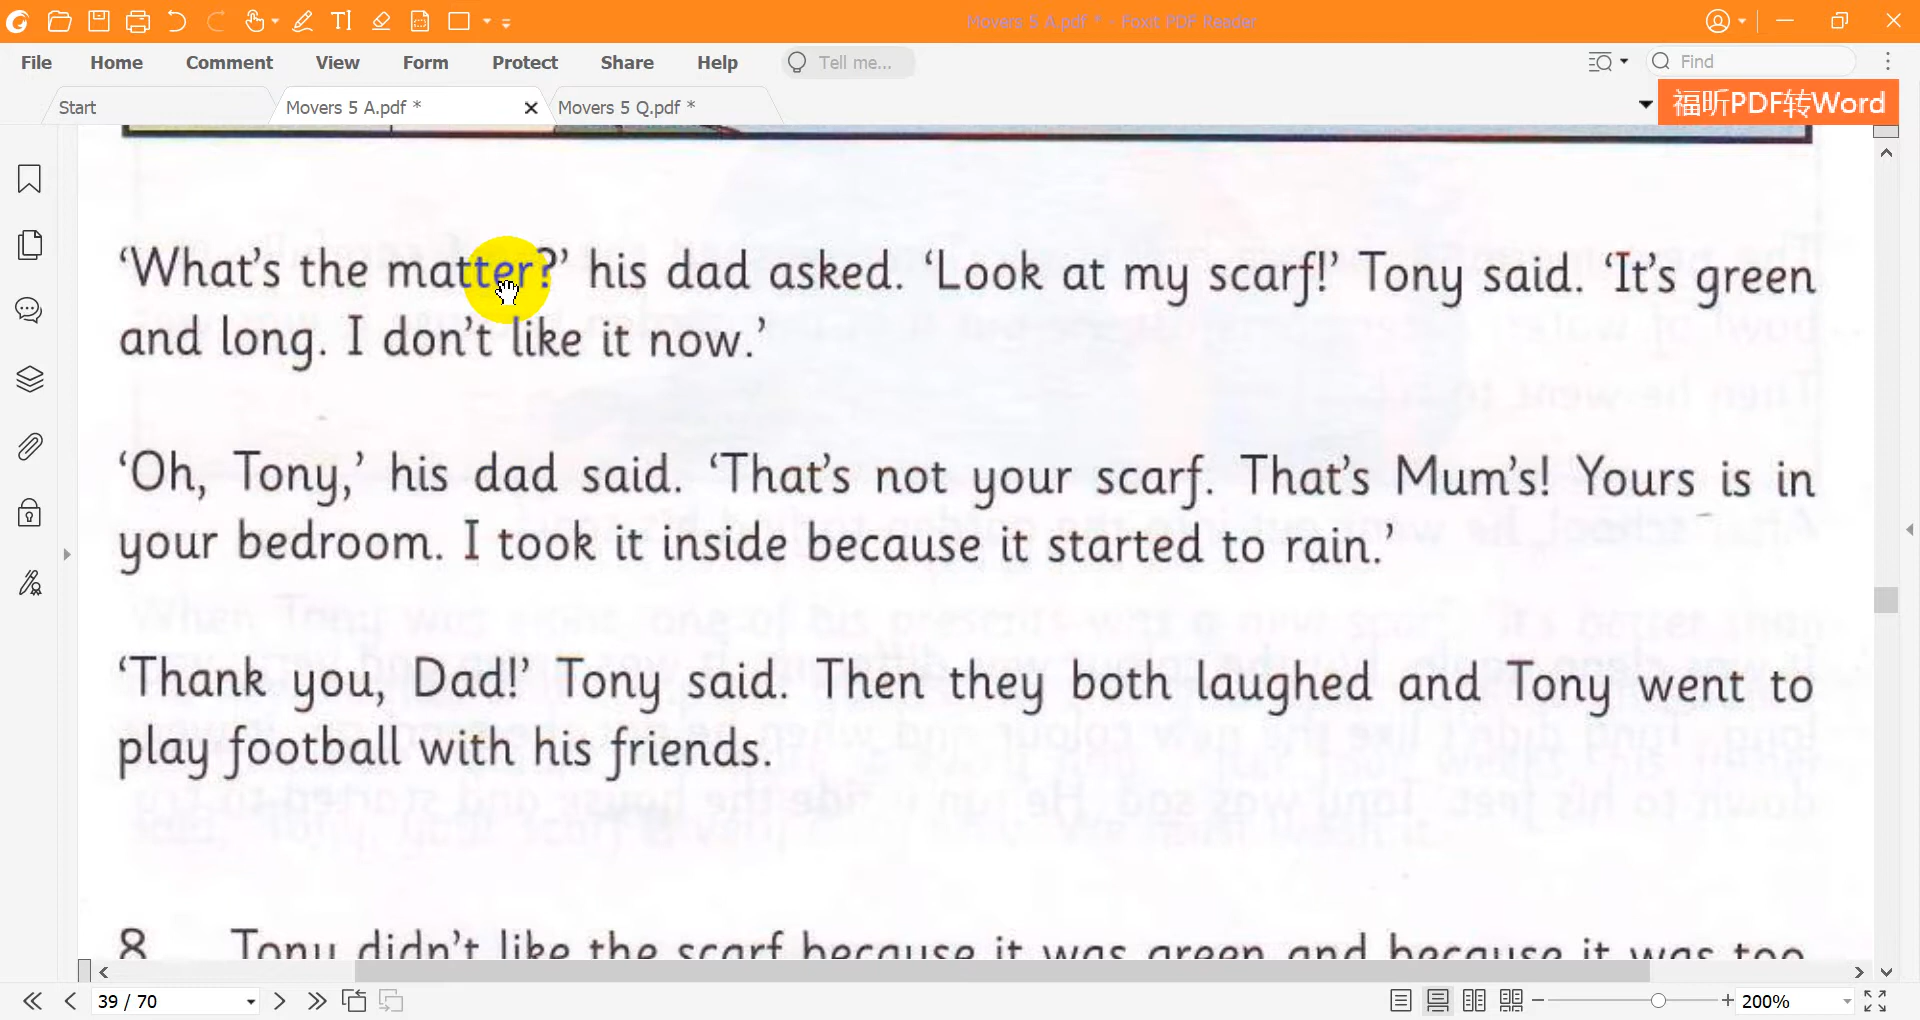 Movers 5 A.pdf * - Foxit PDF Reader
File Home Comment View Form Protect Share Help Tell me... Find
Start Movers 5 A.pdf * Movers 5 Q.pdf * 福昕PDF转Word
‘What’s the matter?’ his dad asked. ‘Look at my scarf!’ Tony said. ‘It’s green
and long. I don’t like it now.’
‘Oh, Tony,’ his dad said. ‘That’s not your scarf. That’s Mum’s! Yours is in
your bedroom. I took it inside because it started to rain.’
‘Thank you, Dad!’ Tony said. Then they both laughed and Tony went to
play football with his friends.
8 Tony didn’t like the scarf because it was green and because it was too
39 / 70 200%